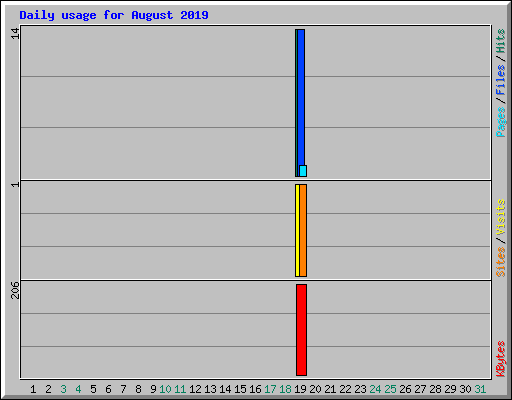 Daily usage for August 2019
14
1
206
Pages/Files/Hits
Sites/Visits
KBytes
1 2 3 4 5 6 7 8 9 10 11 12 13 14 15 16 17 18 19 20 21 22 23 24 25 26 27 28 29 30 31